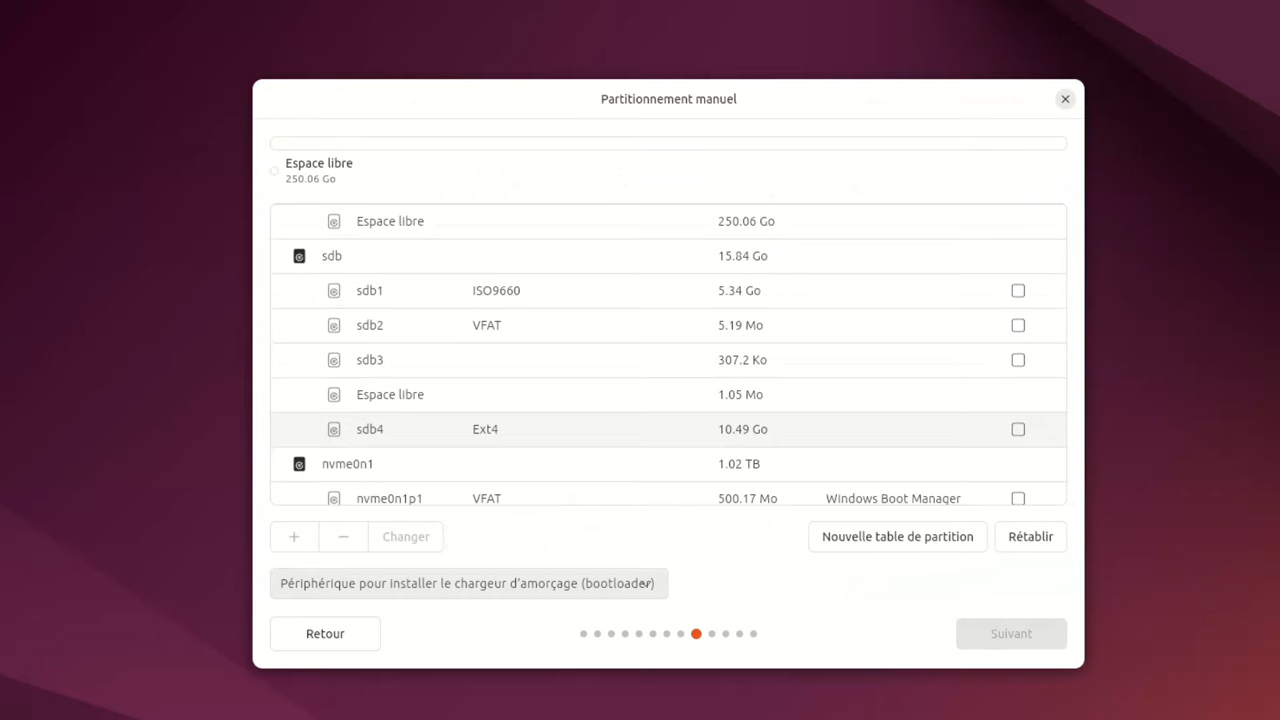 Partitionnement manuel
Espace libre
250.06 Go
Espace libre 250.06 Go
sdb 15.84 Go
sdb1 ISO9660 5.34 Go
sdb2 VFAT 5.19 Mo
sdb3 307.2 Ko
Espace libre 1.05 Mo
sdb4 Ext4 10.49 Go
nvme0n1 1.02 TB
nvme0n1p1 VFAT 500.17 Mo Windows Boot Manager
+ − Changer Nouvelle table de partition Rétablir
Périphérique pour installer le chargeur d'amorçage (bootloader)
Retour Suivant